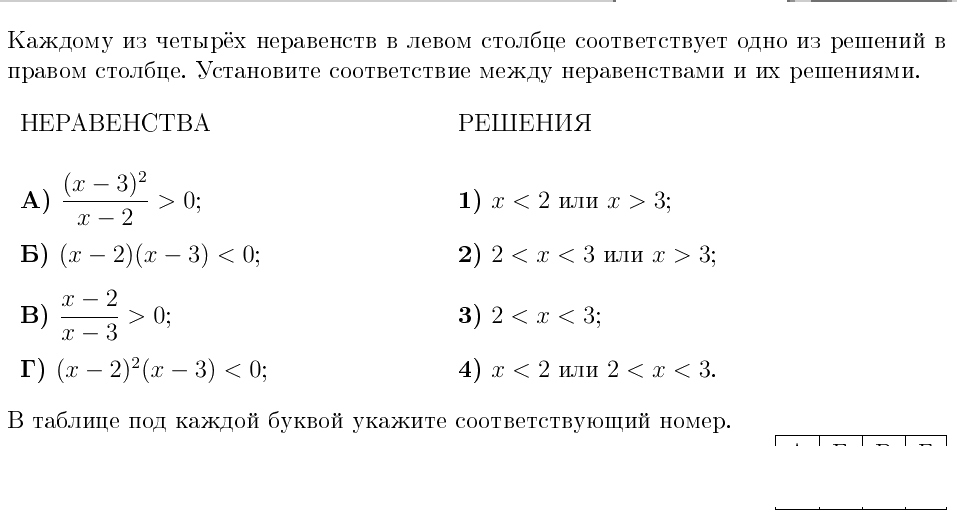 Каждому из четырёх неравенств в левом столбце соответствует одно из решений в
правом столбце. Установите соответствие между неравенствами и их решениями.
НЕРАВЕНСТВА РЕШЕНИЯ
А) (x − 3)²/(x − 2) > 0; 1) x < 2 или x > 3;
Б) (x − 2)(x − 3) < 0; 2) 2 < x < 3 или x > 3;
В) (x − 2)/(x − 3) > 0; 3) 2 < x < 3;
Г) (x − 2)²(x − 3) < 0; 4) x < 2 или 2 < x < 3.
В таблице под каждой буквой укажите соответствующий номер.